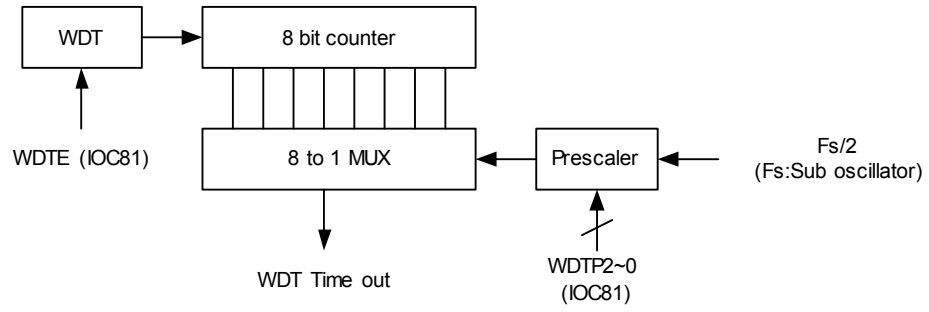 WDT
8 bit counter
WDTE (IOC81)
8 to 1 MUX
Prescaler
Fs/2
(Fs:Sub oscillator)
WDT Time out
WDTP2~0
(IOC81)